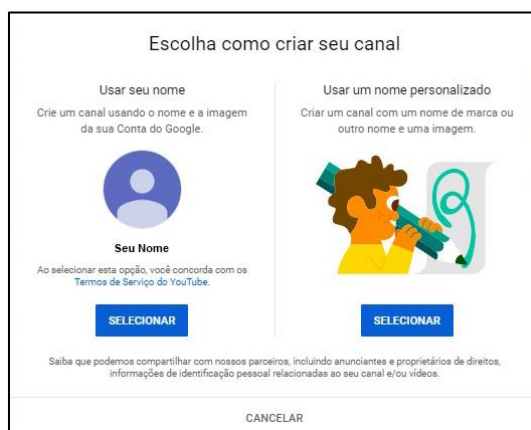 Escolha como criar seu canal
Usar seu nome
Crie um canal usando o nome e a imagem
da sua Conta do Google.
Seu Nome
Ao selecionar esta opção, você concorda com os
Termos de Serviço do YouTube.
SELECIONAR
Usar um nome personalizado
Criar um canal com um nome de marca ou
outro nome e uma imagem.
SELECIONAR
Saiba que podemos compartilhar com nossos parceiros, incluindo anunciantes e proprietários de direitos,
informações de identificação pessoal relacionadas ao seu canal e/ou vídeos.
CANCELAR